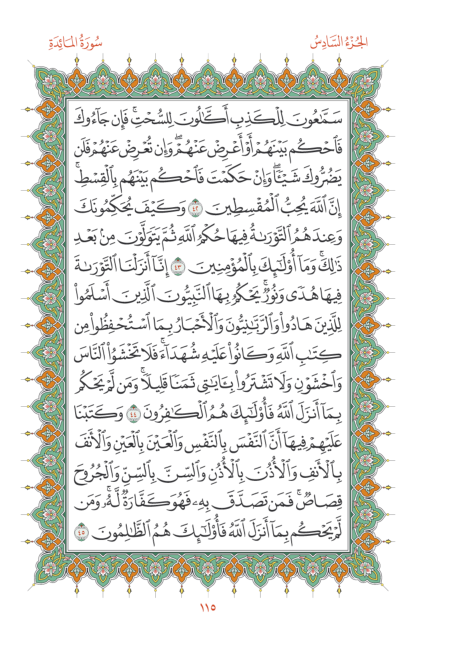 الجُزْءُ السَّادِسُ
سُورَةُ المَائِدَةِ
سَمَّٰعُونَ لِلْكَذِبِ أَكَّٰلُونَ لِلسُّحْتِۚ فَإِن جَآءُوكَ
فَٱحْكُم بَيْنَهُمْ أَوْ أَعْرِضْ عَنْهُمْۖ وَإِن تُعْرِضْ عَنْهُمْ فَلَن
يَضُرُّوكَ شَيْـًٔاۖ وَإِنْ حَكَمْتَ فَٱحْكُم بَيْنَهُم بِٱلْقِسْطِۚ
إِنَّ ٱللَّهَ يُحِبُّ ٱلْمُقْسِطِينَ ٤٢ وَكَيْفَ يُحَكِّمُونَكَ
وَعِندَهُمُ ٱلتَّوْرَىٰةُ فِيهَا حُكْمُ ٱللَّهِ ثُمَّ يَتَوَلَّوْنَ مِنۢ بَعْدِ
ذَٰلِكَۚ وَمَآ أُو۟لَٰٓئِكَ بِٱلْمُؤْمِنِينَ ٤٣ إِنَّآ أَنزَلْنَا ٱلتَّوْرَىٰةَ
فِيهَا هُدًى وَنُورٌۚ يَحْكُمُ بِهَا ٱلنَّبِيُّونَ ٱلَّذِينَ أَسْلَمُوا۟
لِلَّذِينَ هَادُوا۟ وَٱلرَّبَّٰنِيُّونَ وَٱلْأَحْبَارُ بِمَا ٱسْتُحْفِظُوا۟ مِن
كِتَٰبِ ٱللَّهِ وَكَانُوا۟ عَلَيْهِ شُهَدَآءَۚ فَلَا تَخْشَوُا۟ ٱلنَّاسَ
وَٱخْشَوْنِ وَلَا تَشْتَرُوا۟ بِـَٔايَٰتِى ثَمَنًا قَلِيلًاۚ وَمَن لَّمْ يَحْكُم
بِمَآ أَنزَلَ ٱللَّهُ فَأُو۟لَٰٓئِكَ هُمُ ٱلْكَٰفِرُونَ ٤٤ وَكَتَبْنَا
عَلَيْهِمْ فِيهَآ أَنَّ ٱلنَّفْسَ بِٱلنَّفْسِ وَٱلْعَيْنَ بِٱلْعَيْنِ وَٱلْأَنفَ
بِٱلْأَنفِ وَٱلْأُذُنَ بِٱلْأُذُنِ وَٱلسِّنَّ بِٱلسِّنِّ وَٱلْجُرُوحَ
قِصَاصٌۚ فَمَن تَصَدَّقَ بِهِۦ فَهُوَ كَفَّارَةٌ لَّهُۥۚ وَمَن
لَّمْ يَحْكُم بِمَآ أَنزَلَ ٱللَّهُ فَأُو۟لَٰٓئِكَ هُمُ ٱلظَّٰلِمُونَ ٤٥
١١٥